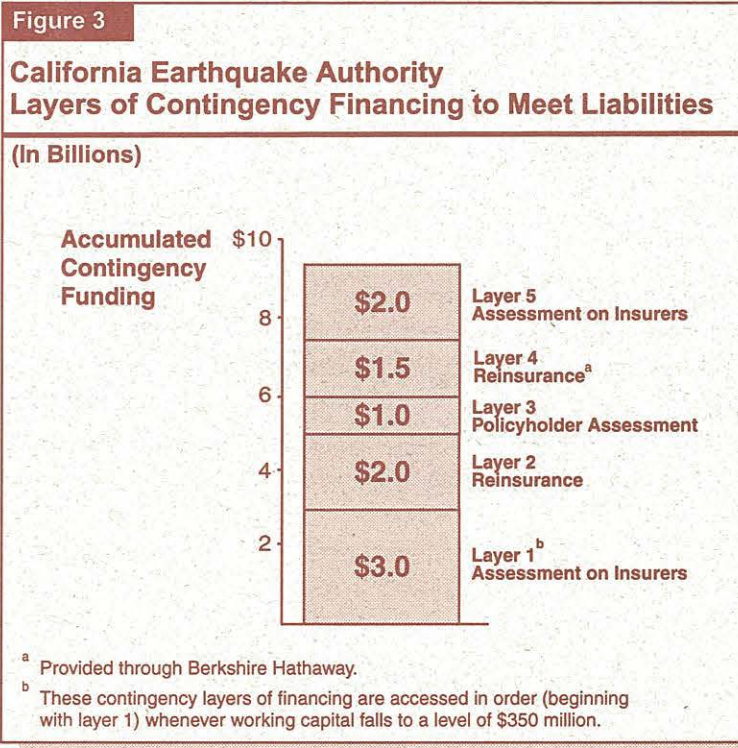 Figure 3
California Earthquake Authority
Layers of Contingency Financing to Meet Liabilities
(In Billions)
Accumulated
Contingency
Funding
$10
8
6
4
2
$2.0
Layer 5
Assessment on Insurers
$1.5
Layer 4
Reinsurance a
$1.0
Layer 3
Policyholder Assessment
$2.0
Layer 2
Reinsurance
$3.0
Layer 1 b
Assessment on Insurers
a Provided through Berkshire Hathaway.
b These contingency layers of financing are accessed in order (beginning
with layer 1) whenever working capital falls to a level of $350 million.